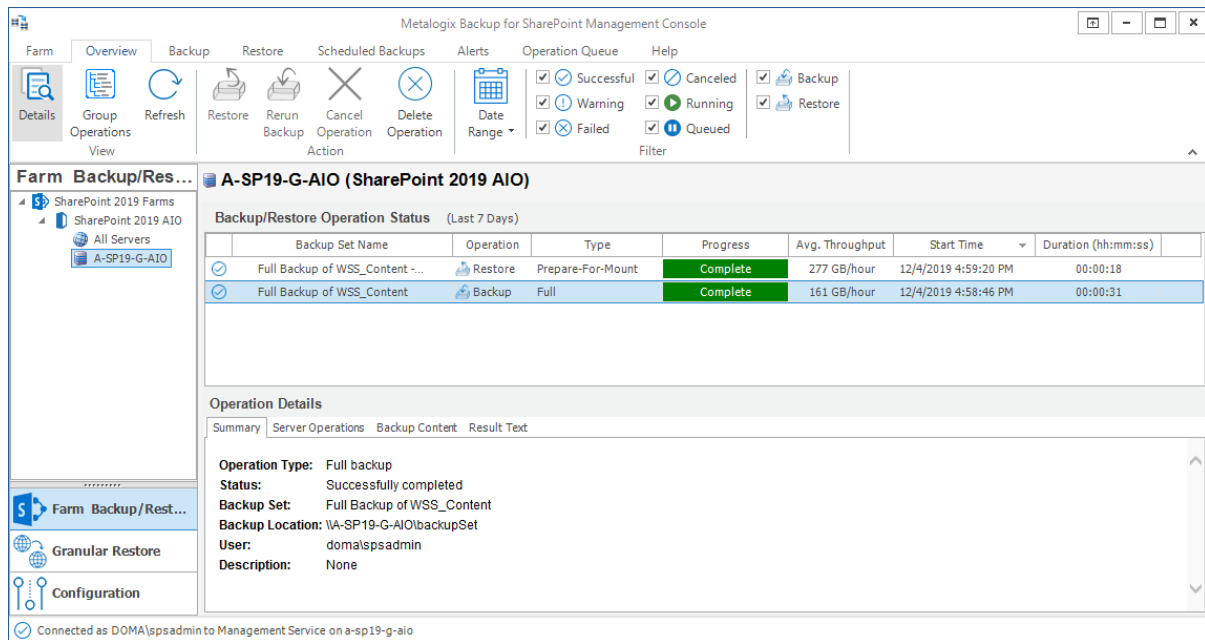 Metalogix Backup for SharePoint Management Console
Farm Overview Backup Restore Scheduled Backups Alerts Operation Queue Help
Successful Canceled Backup
Warning Running Restore
Failed Queued
Details Group Operations Refresh Restore Rerun Backup Cancel Operation Delete Operation Date Range
View Action Filter
Farm Backup/Res...
SharePoint 2019 Farms
SharePoint 2019 AIO
All Servers
A-SP19-G-AIO
A-SP19-G-AIO (SharePoint 2019 AIO)
Backup/Restore Operation Status (Last 7 Days)
Backup Set Name Operation Type Progress Avg. Throughput Start Time Duration (hh:mm:ss)
Full Backup of WSS_Content -... Restore Prepare-For-Mount Complete 277 GB/hour 12/4/2019 4:59:20 PM 00:00:18
Full Backup of WSS_Content Backup Full Complete 161 GB/hour 12/4/2019 4:58:46 PM 00:00:31
Operation Details
Summary Server Operations Backup Content Result Text
Operation Type: Full backup
Status: Successfully completed
Backup Set: Full Backup of WSS_Content
Backup Location: \\A-SP19-G-AIO\backupSet
User: doma\spsadmin
Description: None
Farm Backup/Rest...
Granular Restore
Configuration
Connected as DOMA\spsadmin to Management Service on a-sp19-g-aio